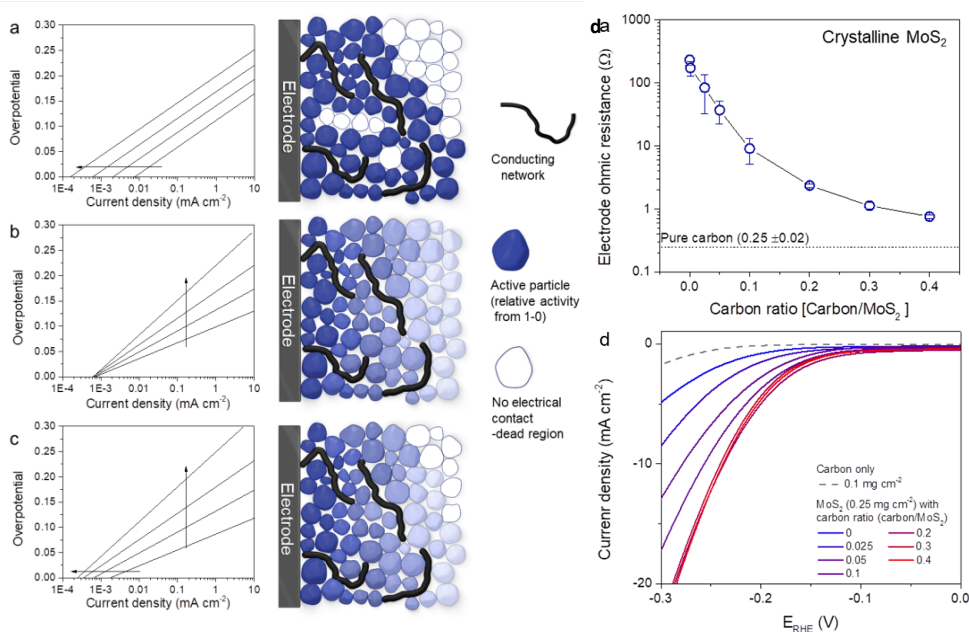 a
0.30
0.25
0.20
0.15
0.10
0.05
0.00
Overpotential
1E-4 1E-3 0.01 0.1 1 10
Current density (mA cm⁻²)
Electrode
b
0.30
0.25
0.20
0.15
0.10
0.05
0.00
Overpotential
1E-4 1E-3 0.01 0.1 1 10
Current density (mA cm⁻²)
Electrode
c
0.30
0.25
0.20
0.15
0.10
0.05
0.00
Overpotential
1E-4 1E-3 0.01 0.1 1 10
Current density (mA cm⁻²)
Electrode
Conducting
network
Active particle
(relative activity
from 1-0)
No electrical
contact
-dead region
da
Crystalline MoS₂
Electrode ohmic resistance (Ω)
1000
100
10
1
0.1
Pure carbon (0.25 ±0.02)
0.0 0.1 0.2 0.3 0.4
Carbon ratio [Carbon/MoS₂ ]
d
Currenr density (mA cm⁻²)
0
-10
-20
Carbon only
0.1 mg cm⁻²
MoS₂ (0.25 mg cm⁻²) with
carbon ratio (carbon/MoS₂)
0 0.2
0.025 0.3
0.05 0.4
0.1
-0.3 -0.2 -0.1 0.0
E_RHE (V)